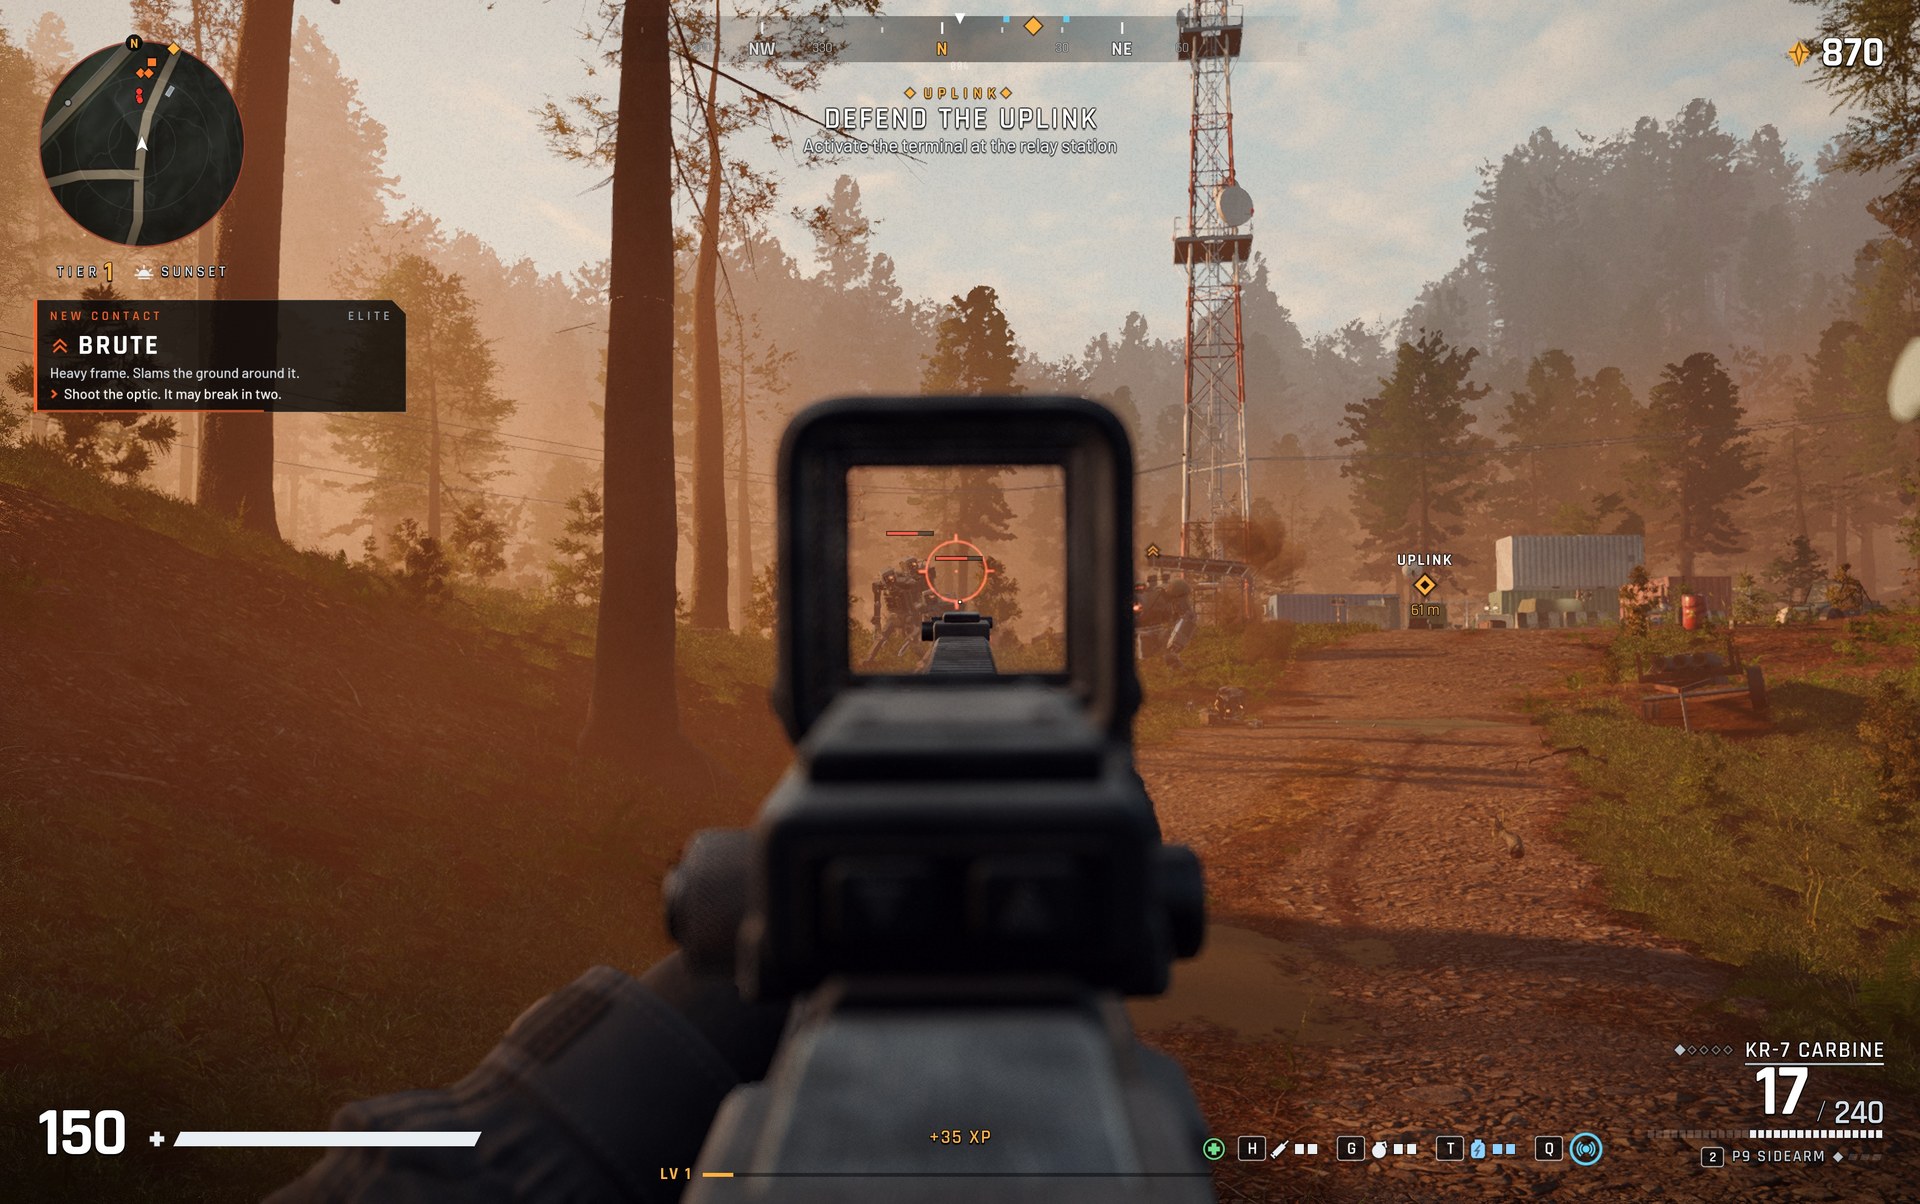 N
NW
330
N
30
NE
60
E
870
UPLINK
DEFEND THE UPLINK
Activate the terminal at the relay station
TIER 1 SUNSET
NEW CONTACT ELITE
BRUTE
Heavy frame. Slams the ground around it.
Shoot the optic. It may break in two.
UPLINK
61 m
KR-7 CARBINE
17 / 240
150
+35 XP
LV 1
H G T Q
2 P9 SIDEARM